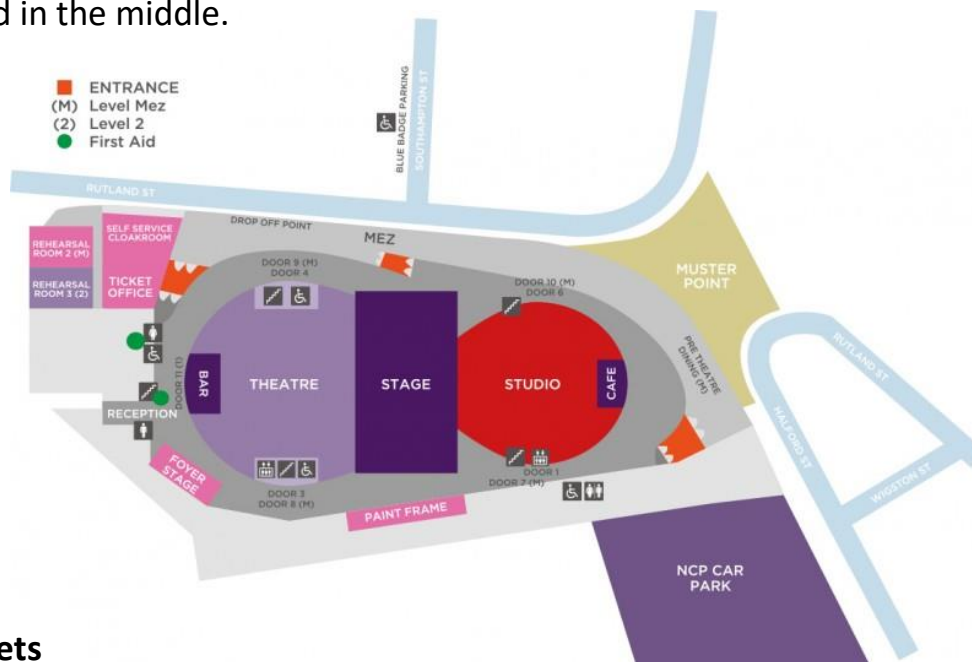 d in the middle.
ENTRANCE
(M) Level Mez
(2) Level 2
First Aid
BLUE BADGE PARKING
SOUTHAMPTON ST
RUTLAND ST
DROP OFF POINT
MEZ
SELF SERVICE
CLOAKROOM
REHEARSAL
ROOM 2 (M)
REHEARSAL
ROOM 3 (2)
TICKET
OFFICE
DOOR 9 (M)
DOOR 4
DOOR 10 (M)
DOOR 6
MUSTER
POINT
PRE THEATRE
DINING (M)
RUTLAND ST
HALFORD ST
WIGSTON ST
DOOR 11 (1)
BAR
THEATRE
STAGE
STUDIO
CAFE
RECEPTION
FOYER
STAGE
DOOR 3
DOOR 8 (M)
DOOR 1
DOOR 7 (M)
PAINT FRAME
NCP CAR
PARK
ets